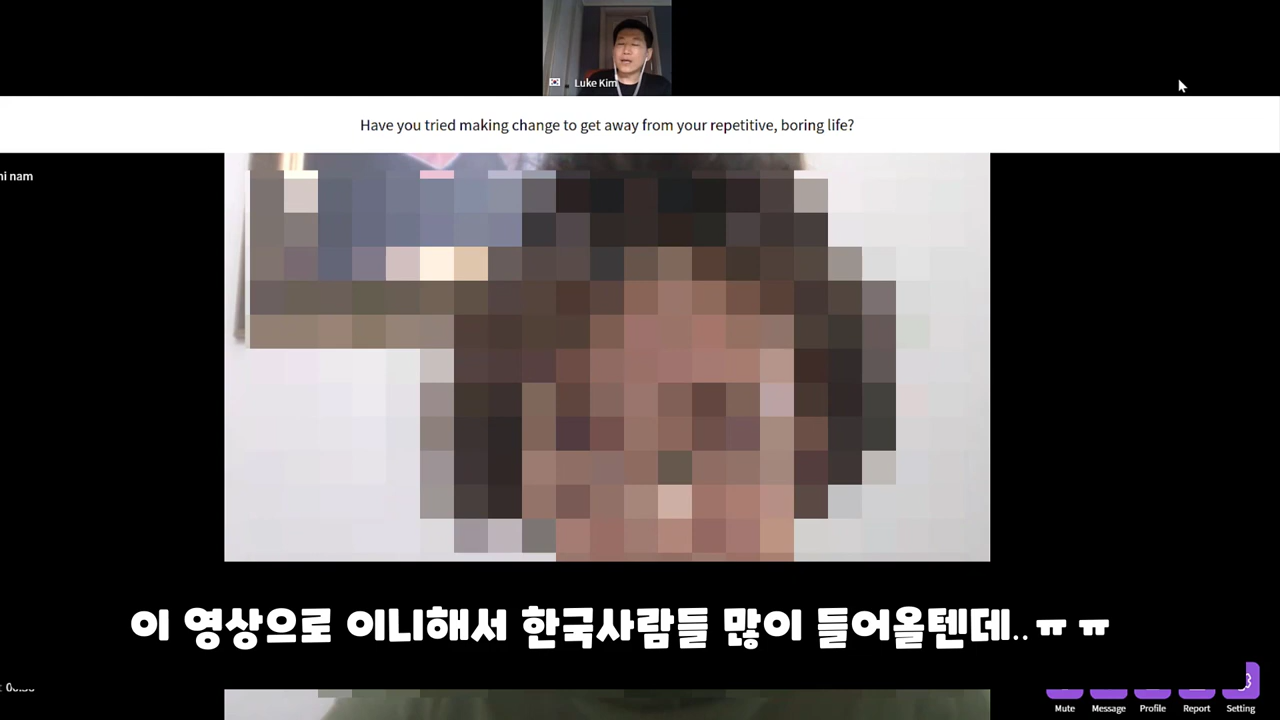 Luke Kim
Have you tried making change to get away from your repetitive, boring life?
ni nam
이 영상으로 이니해서 한국사람들 많이 들어올텐데..ㅠㅠ
Mute Message Profile Report Setting